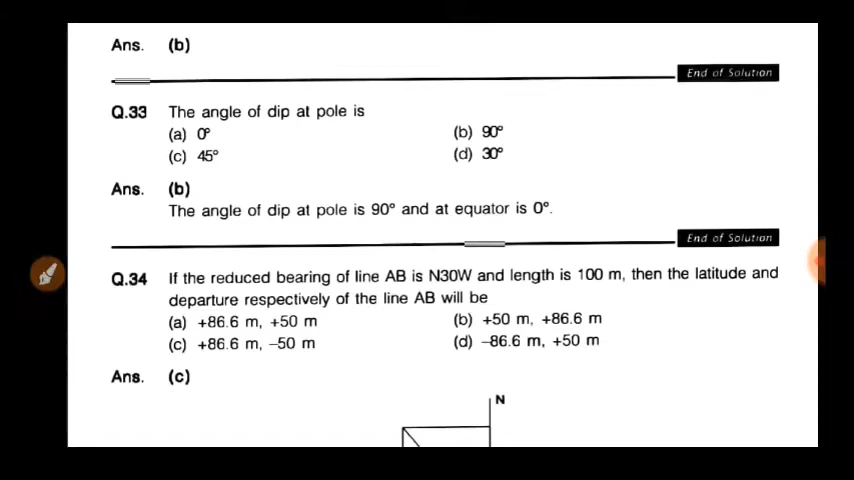 Ans. (b)
End of Solution
Q.33 The angle of dip at pole is
(a) 0° (b) 90°
(c) 45° (d) 30°
Ans. (b)
The angle of dip at pole is 90° and at equator is 0°.
End of Solution
Q.34 If the reduced bearing of line AB is N30W and length is 100 m, then the latitude and
departure respectively of the line AB will be
(a) +86.6 m, +50 m (b) +50 m, +86.6 m
(c) +86.6 m, –50 m (d) –86.6 m, +50 m
Ans. (c)
N